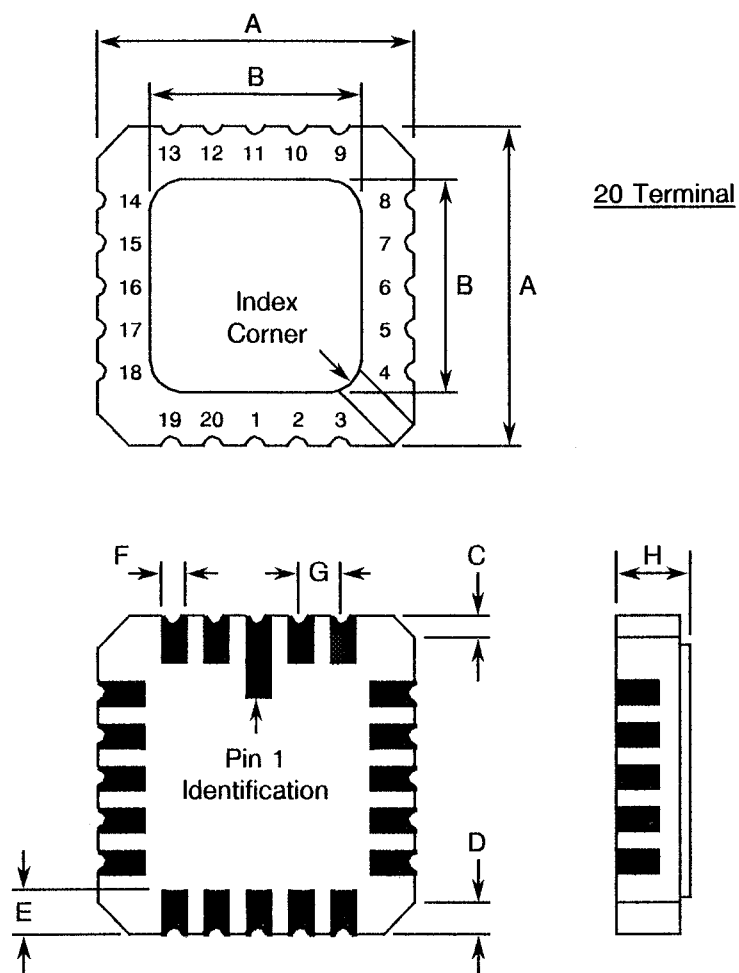 A
B
13 12 11 10 9
14
15
16
17
18
8
7
6
5
4
Index
Corner
B
A
19 20 1 2 3
20 Terminal
F
G
C
H
Pin 1
Identification
D
E